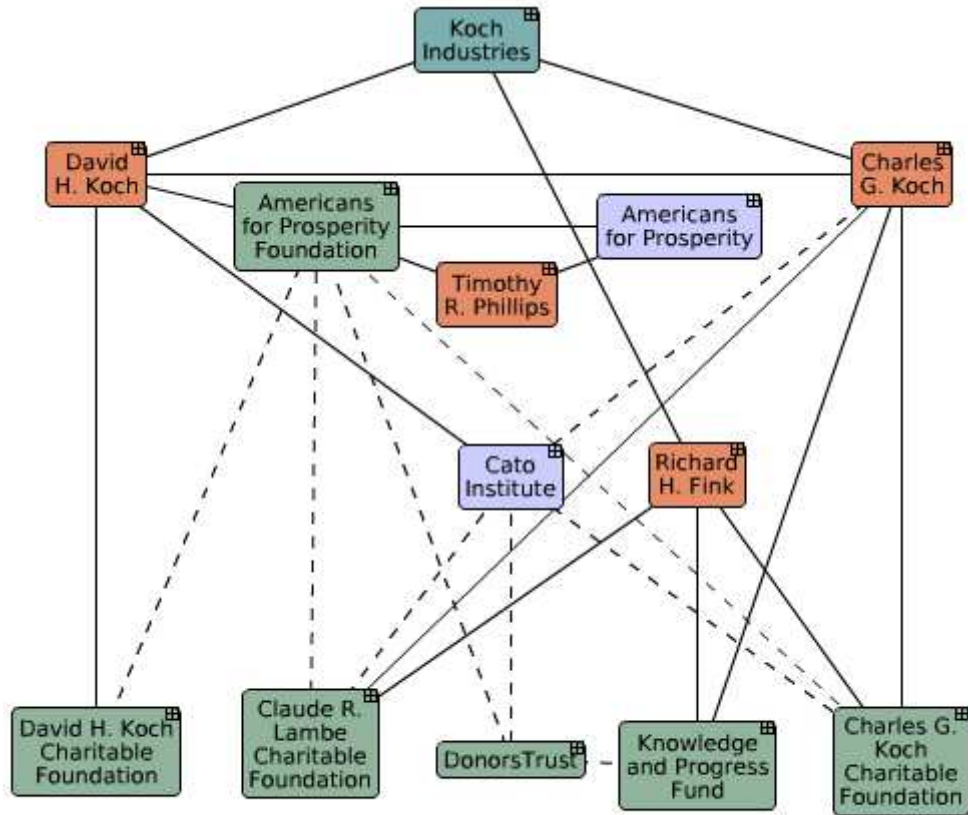 Koch
Industries
David
H. Koch
Charles
G. Koch
Americans
for Prosperity
Foundation
Americans
for Prosperity
Timothy
R. Phillips
Cato
Institute
Richard
H. Fink
David H. Koch
Charitable
Foundation
Claude R.
Lambe
Charitable
Foundation
DonorsTrust
Knowledge
and Progress
Fund
Charles G.
Koch
Charitable
Foundation